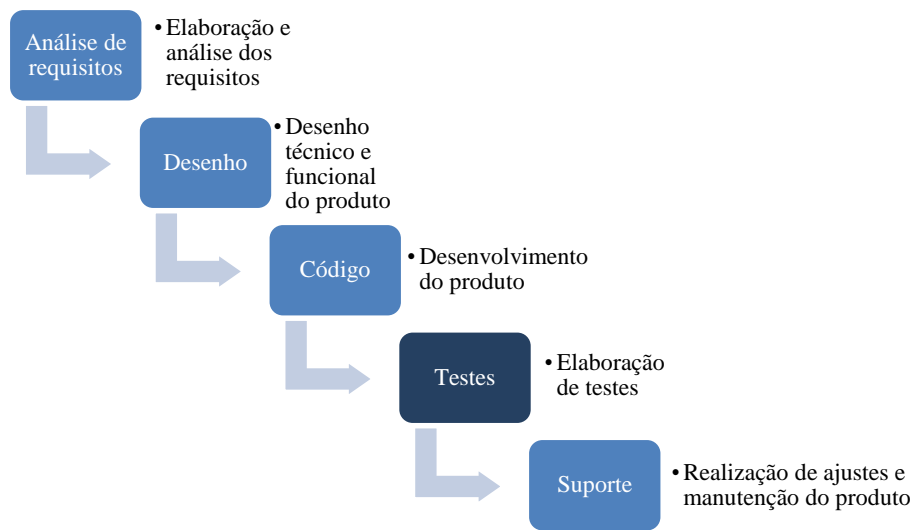 Análise de
requisitos
• Elaboração e
análise dos
requisitos
Desenho
• Desenho
técnico e
funcional
do produto
Código
• Desenvolvimento
do produto
Testes
• Elaboração
de testes
Suporte
• Realização de ajustes e
manutenção do produto